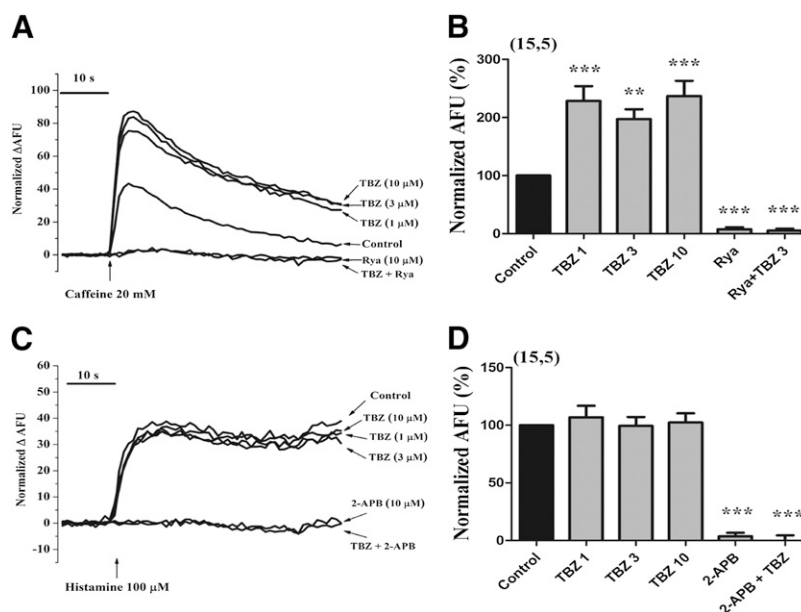 A
10 s
Normalized ΔAFU
100
80
60
40
20
0
TBZ (10 μM)
TBZ (3 μM)
TBZ (1 μM)
Control
Rya (10 μM)
TBZ + Rya
Caffeine 20 mM
B
(15,5)
Normalized AFU (%)
300
200
100
0
***
**
***
***
***
Control
TBZ 1
TBZ 3
TBZ 10
Rya
Rya+TBZ 3
C
10 s
Normalized Δ AFU
60
50
40
30
20
10
0
-10
Control
TBZ (10 μM)
TBZ (1 μM)
TBZ (3 μM)
2-APB (10 μM)
TBZ + 2-APB
Histamine 100 μM
D
(15,5)
Normalized AFU (%)
150
100
50
0
***
***
Control
TBZ 1
TBZ 3
TBZ 10
2-APB
2-APB + TBZ